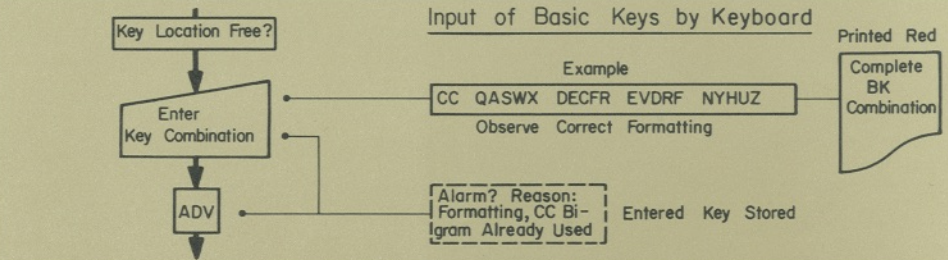 Input of Basic Keys by Keyboard
Key Location Free?
Printed Red
Example
Complete
BK
Combination
CC QASWX DECFR EVDRF NYHUZ
Enter
Key Combination
Observe Correct Formatting
ADV
Alarm? Reason:
Formatting, CC Bi-
gram Already Used
Entered Key Stored